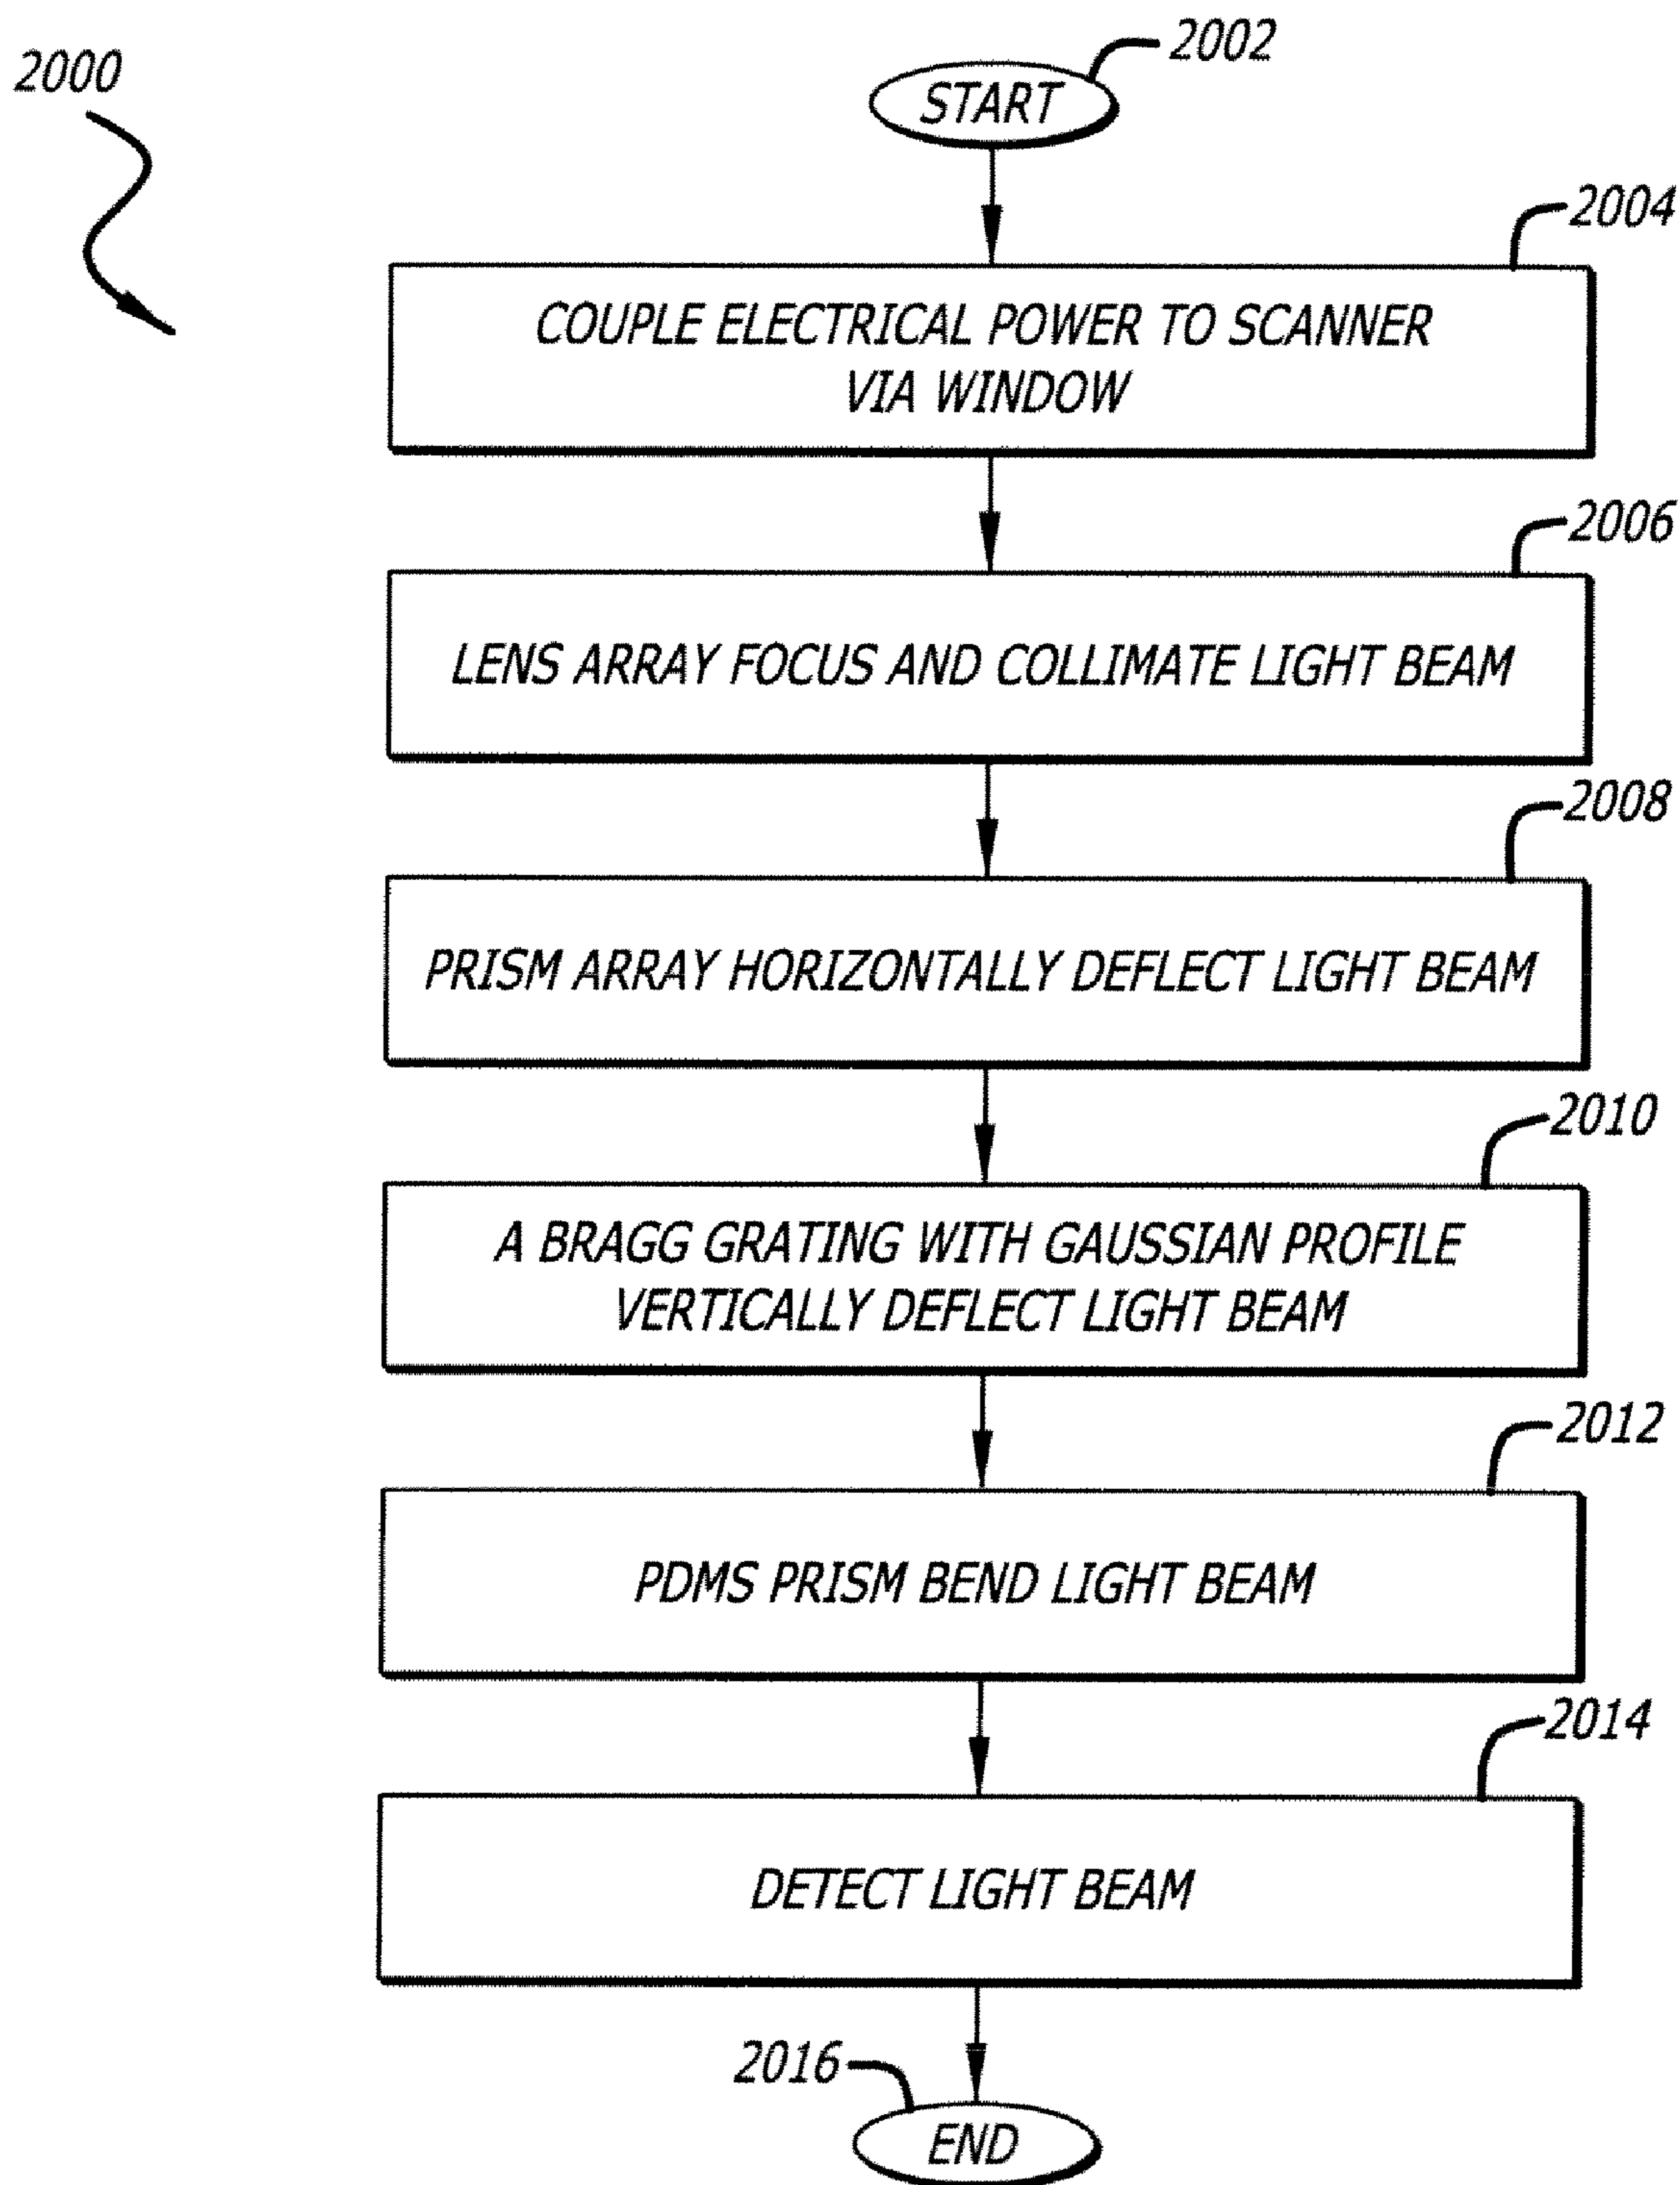 2000
2002
START
2004
COUPLE ELECTRICAL POWER TO SCANNER
VIA WINDOW
2006
LENS ARRAY FOCUS AND COLLIMATE LIGHT BEAM
2008
PRISM ARRAY HORIZONTALLY DEFLECT LIGHT BEAM
2010
A BRAGG GRATING WITH GAUSSIAN PROFILE
VERTICALLY DEFLECT LIGHT BEAM
2012
PDMS PRISM BEND LIGHT BEAM
2014
DETECT LIGHT BEAM
2016
END